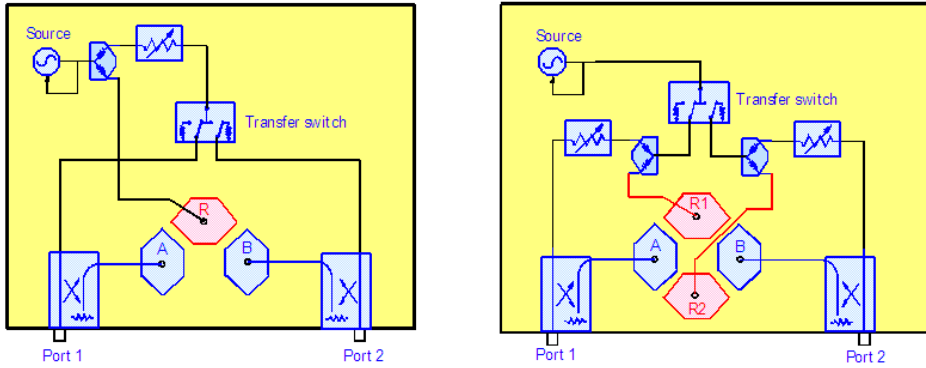 Source
Transfer switch
R
A
B
Port 1
Port 2
Source
Transfer switch
R1
A
B
R2
Port 1
Port 2